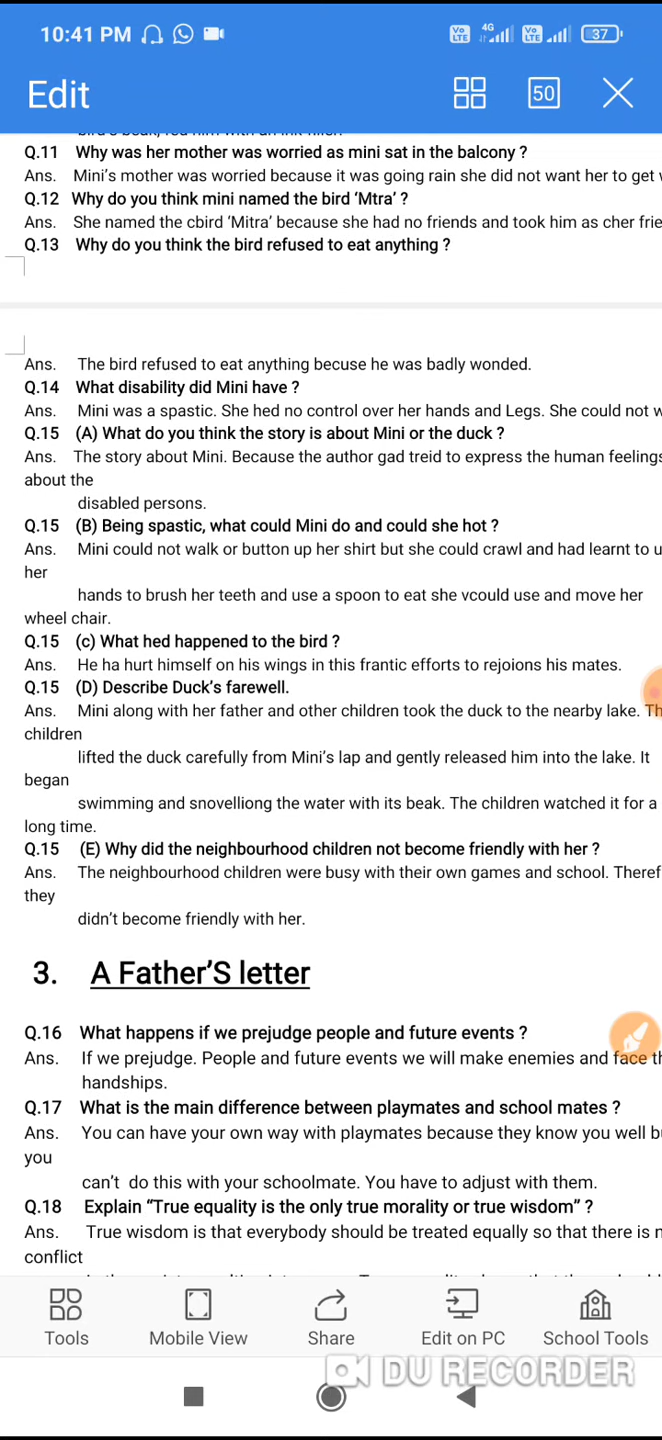 10:41 PM
Vo LTE 4G Vo LTE 37
Edit
50
Q.11 Why was her mother was worried as mini sat in the balcony ?
Ans. Mini's mother was worried because it was going rain she did not want her to get
Q.12 Why do you think mini named the bird ‘Mtra’ ?
Ans. She named the cbird ‘Mitra’ because she had no friends and took him as cher frie
Q.13 Why do you think the bird refused to eat anything ?
Ans. The bird refused to eat anything becuse he was badly wonded.
Q.14 What disability did Mini have ?
Ans. Mini was a spastic. She hed no control over her hands and Legs. She could not w
Q.15 (A) What do you think the story is about Mini or the duck ?
Ans. The story about Mini. Because the author gad treid to express the human feelings
about the
disabled persons.
Q.15 (B) Being spastic, what could Mini do and could she hot ?
Ans. Mini could not walk or button up her shirt but she could crawl and had learnt to u
her
hands to brush her teeth and use a spoon to eat she vcould use and move her
wheel chair.
Q.15 (c) What hed happened to the bird ?
Ans. He ha hurt himself on his wings in this frantic efforts to rejoions his mates.
Q.15 (D) Describe Duck's farewell.
Ans. Mini along with her father and other children took the duck to the nearby lake. Th
children
lifted the duck carefully from Mini's lap and gently released him into the lake. It
began
swimming and snovelliong the water with its beak. The children watched it for a
long time.
Q.15 (E) Why did the neighbourhood children not become friendly with her ?
Ans. The neighbourhood children were busy with their own games and school. Theref
they
didn't become friendly with her.
3. A Father'S letter
Q.16 What happens if we prejudge people and future events ?
Ans. If we prejudge. People and future events we will make enemies and face th
handships.
Q.17 What is the main difference between playmates and school mates ?
Ans. You can have your own way with playmates because they know you well b
you
can't do this with your schoolmate. You have to adjust with them.
Q.18 Explain “True equality is the only true morality or true wisdom” ?
Ans. True wisdom is that everybody should be treated equally so that there is n
conflict
Tools Mobile View Share Edit on PC School Tools
DU RECORDER